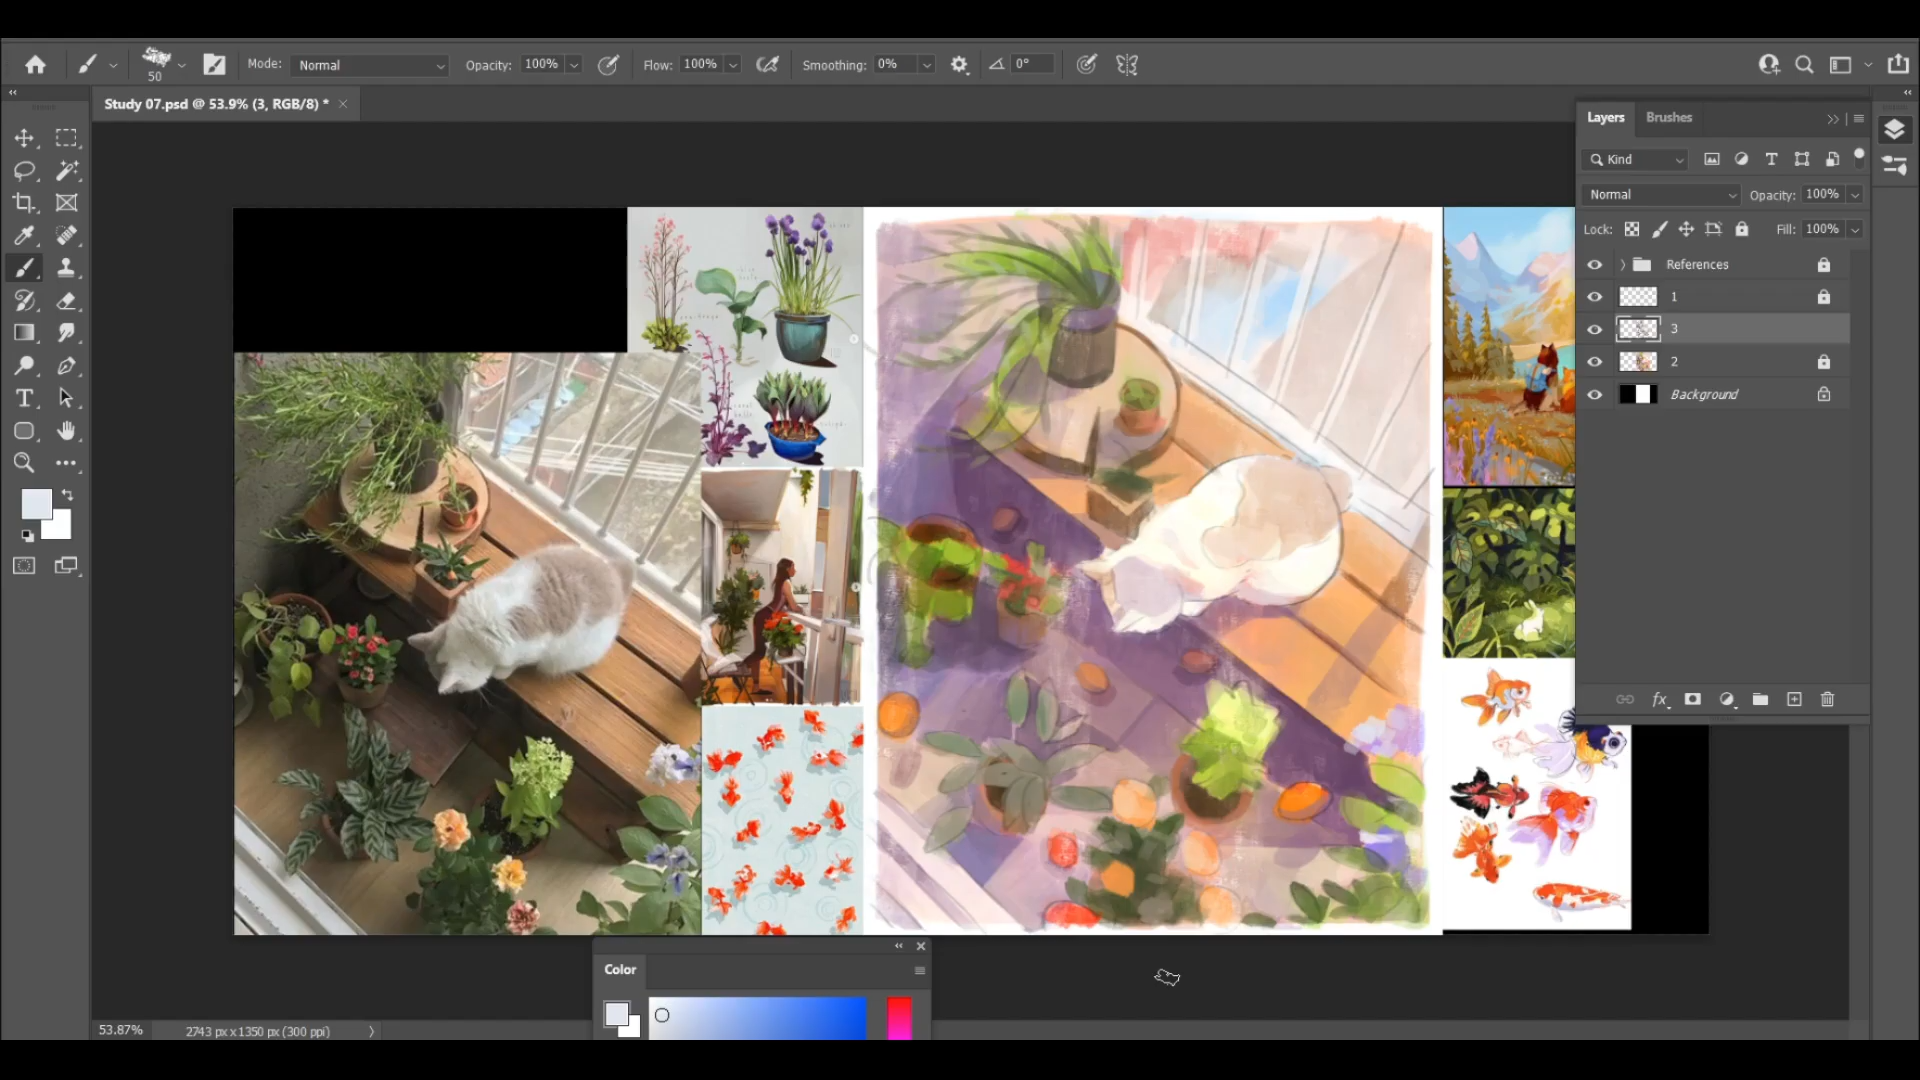 50
Mode: Normal
Opacity: 100%
Flow: 100%
Smoothing: 0%
0°
Study 07.psd @ 53.9% (3, RGB/8) *
Layers
Brushes
Kind
Normal
Opacity: 100%
Lock:
Fill: 100%
References
1
3
2
Background
fx
Color
53.87%
2743 px x 1350 px (300 ppi)